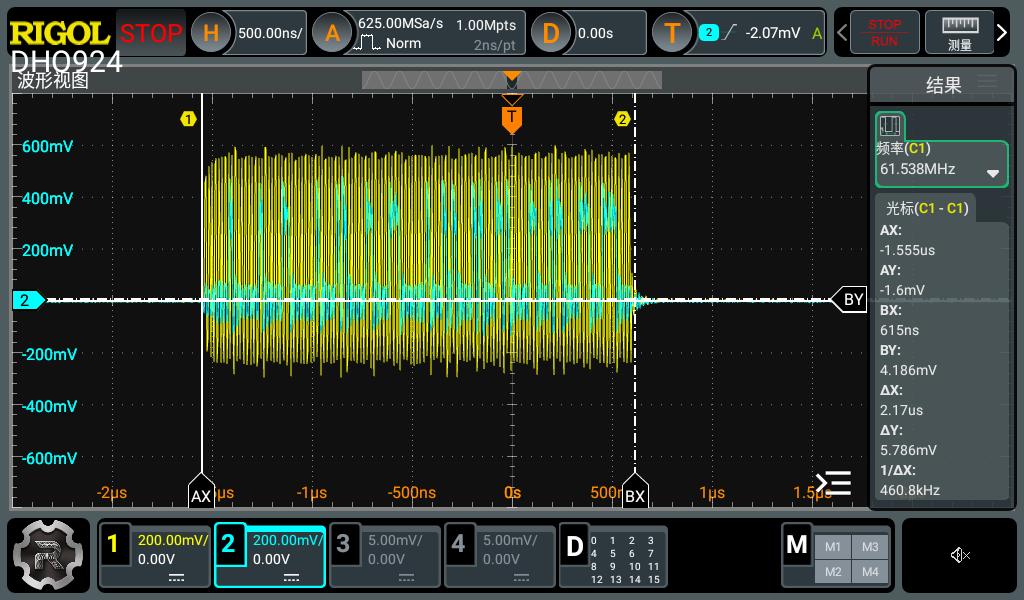 RIGOL STOP H 500.00ns/ A 625.00MSa/s 1.00Mpts D 0.00s T 2 -2.07mV A STOP
Norm 2ns/pt RUN 测量
DHO924
波形视图 结果
1 T 2
600mV
频率(C1)
61.538MHz
400mV
光标(C1 - C1)
AX:
200mV
-1.555us
AY:
-1.6mV
2 BY
BX:
615ns
-200mV
BY:
4.186mV
-400mV
ΔX:
2.17us
ΔY:
-600mV
5.786mV
1/ΔX:
460.8kHz
-2μs AX μs -1μs -500ns 0s 500n BX 1μs 1.5μs
1 200.00mV/ 2 200.00mV/ 3 5.00mV/ 4 5.00mV/ D 0 1 2 3 M M1 M3
0.00V 0.00V 0.00V 0.00V 4 5 6 7
8 9 10 11 M2 M4
12 13 14 15
R